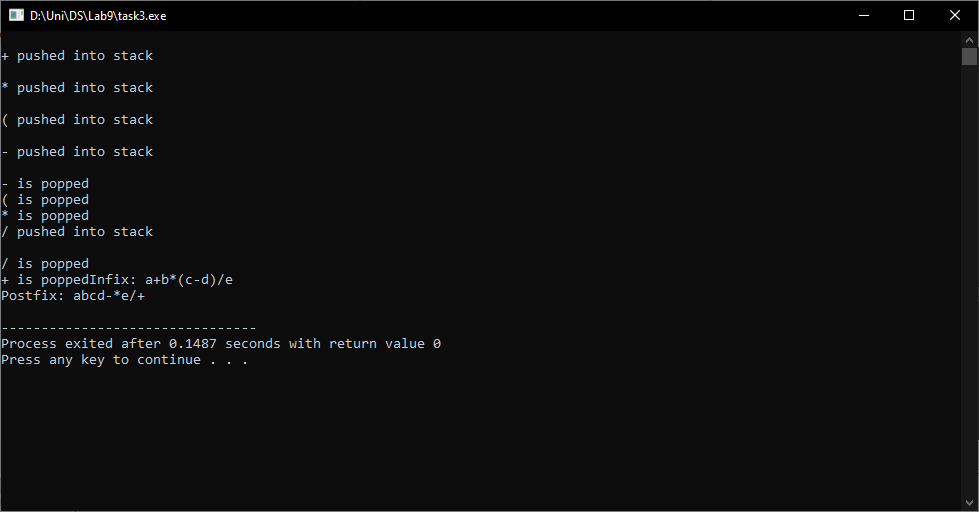 D:\Uni\DS\Lab9\task3.exe
+ pushed into stack
* pushed into stack
( pushed into stack
- pushed into stack
- is popped
( is popped
* is popped
/ pushed into stack
/ is popped
+ is poppedInfix: a+b*(c-d)/e
Postfix: abcd-*e/+
--------------------------------
Process exited after 0.1487 seconds with return value 0
Press any key to continue . . .